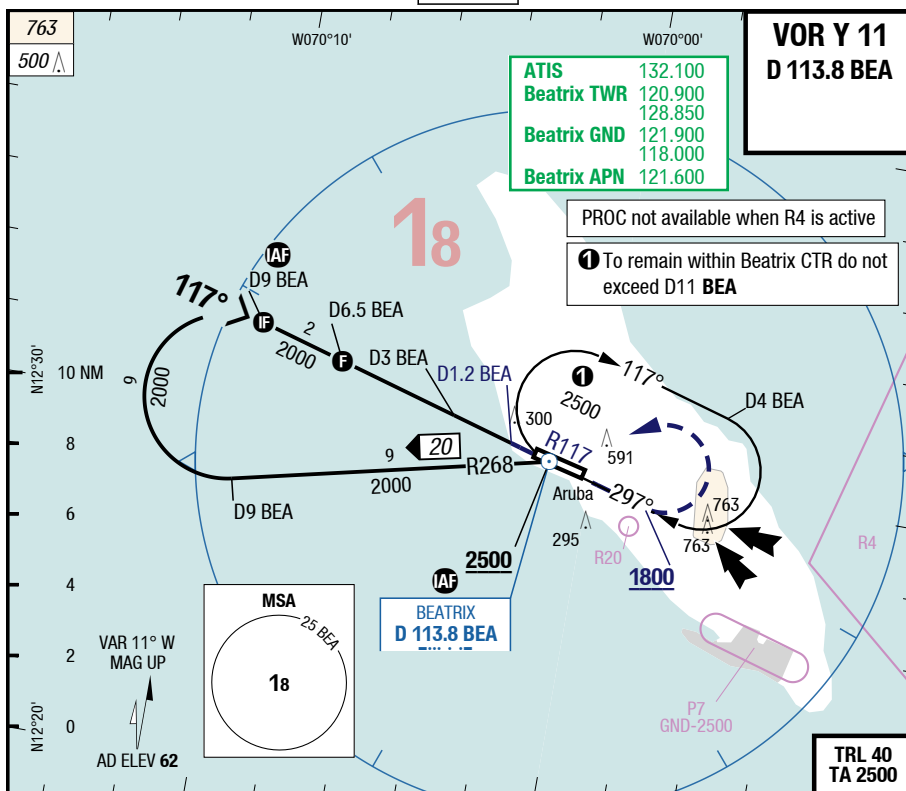 763
500
W070°10'
W070°00'
VOR Y 11
D 113.8 BEA
ATIS 132.100
Beatrix TWR 120.900
128.850
Beatrix GND 121.900
118.000
Beatrix APN 121.600
18
PROC not available when R4 is active
1 To remain within Beatrix CTR do not
exceed D11 BEA
IAF
D9 BEA
117°
IF
2
2000
D6.5 BEA
F
D3 BEA
D1.2 BEA
1
117°
2500
D4 BEA
N12°30'
10 NM
9
2000
300
591
R117
20
9
R268
2000
D9 BEA
8
6
4
2
0
Aruba
297°
763
763
295
R20
R4
2500
1800
IAF
BEATRIX
D 113.8 BEA
MSA
25 BEA
18
VAR 11° W
MAG UP
N12°20'
AD ELEV 62
P7
GND-2500
TRL 40
TA 2500